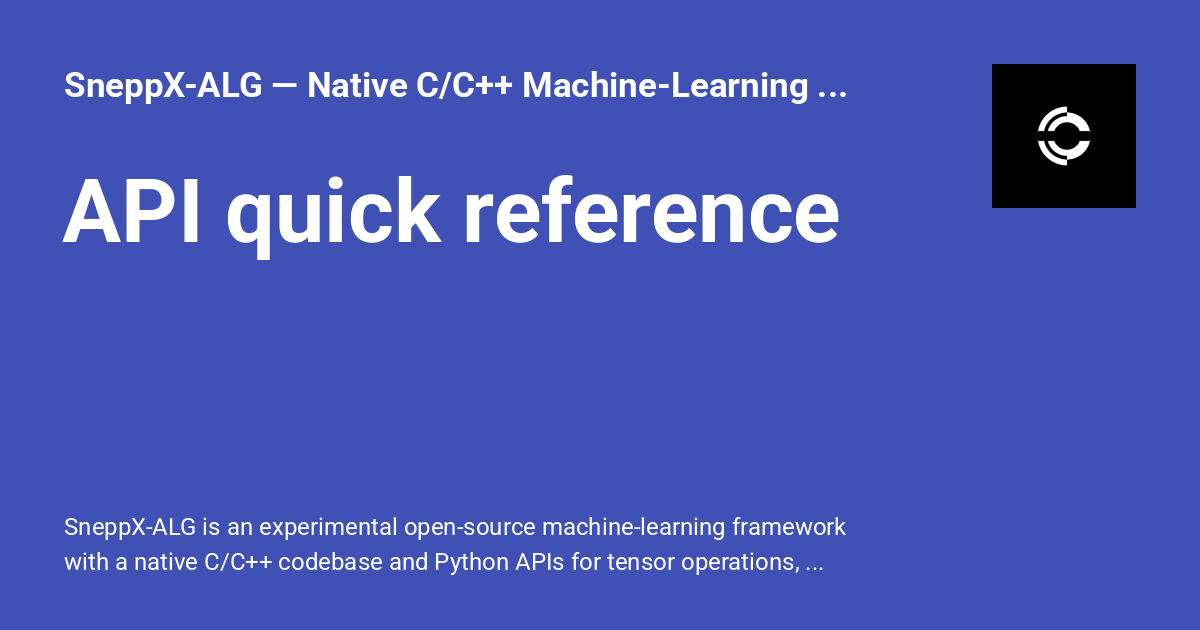 SneppX-ALG — Native C/C++ Machine-Learning ...
API quick reference
SneppX-ALG is an experimental open-source machine-learning framework
with a native C/C++ codebase and Python APIs for tensor operations, ...